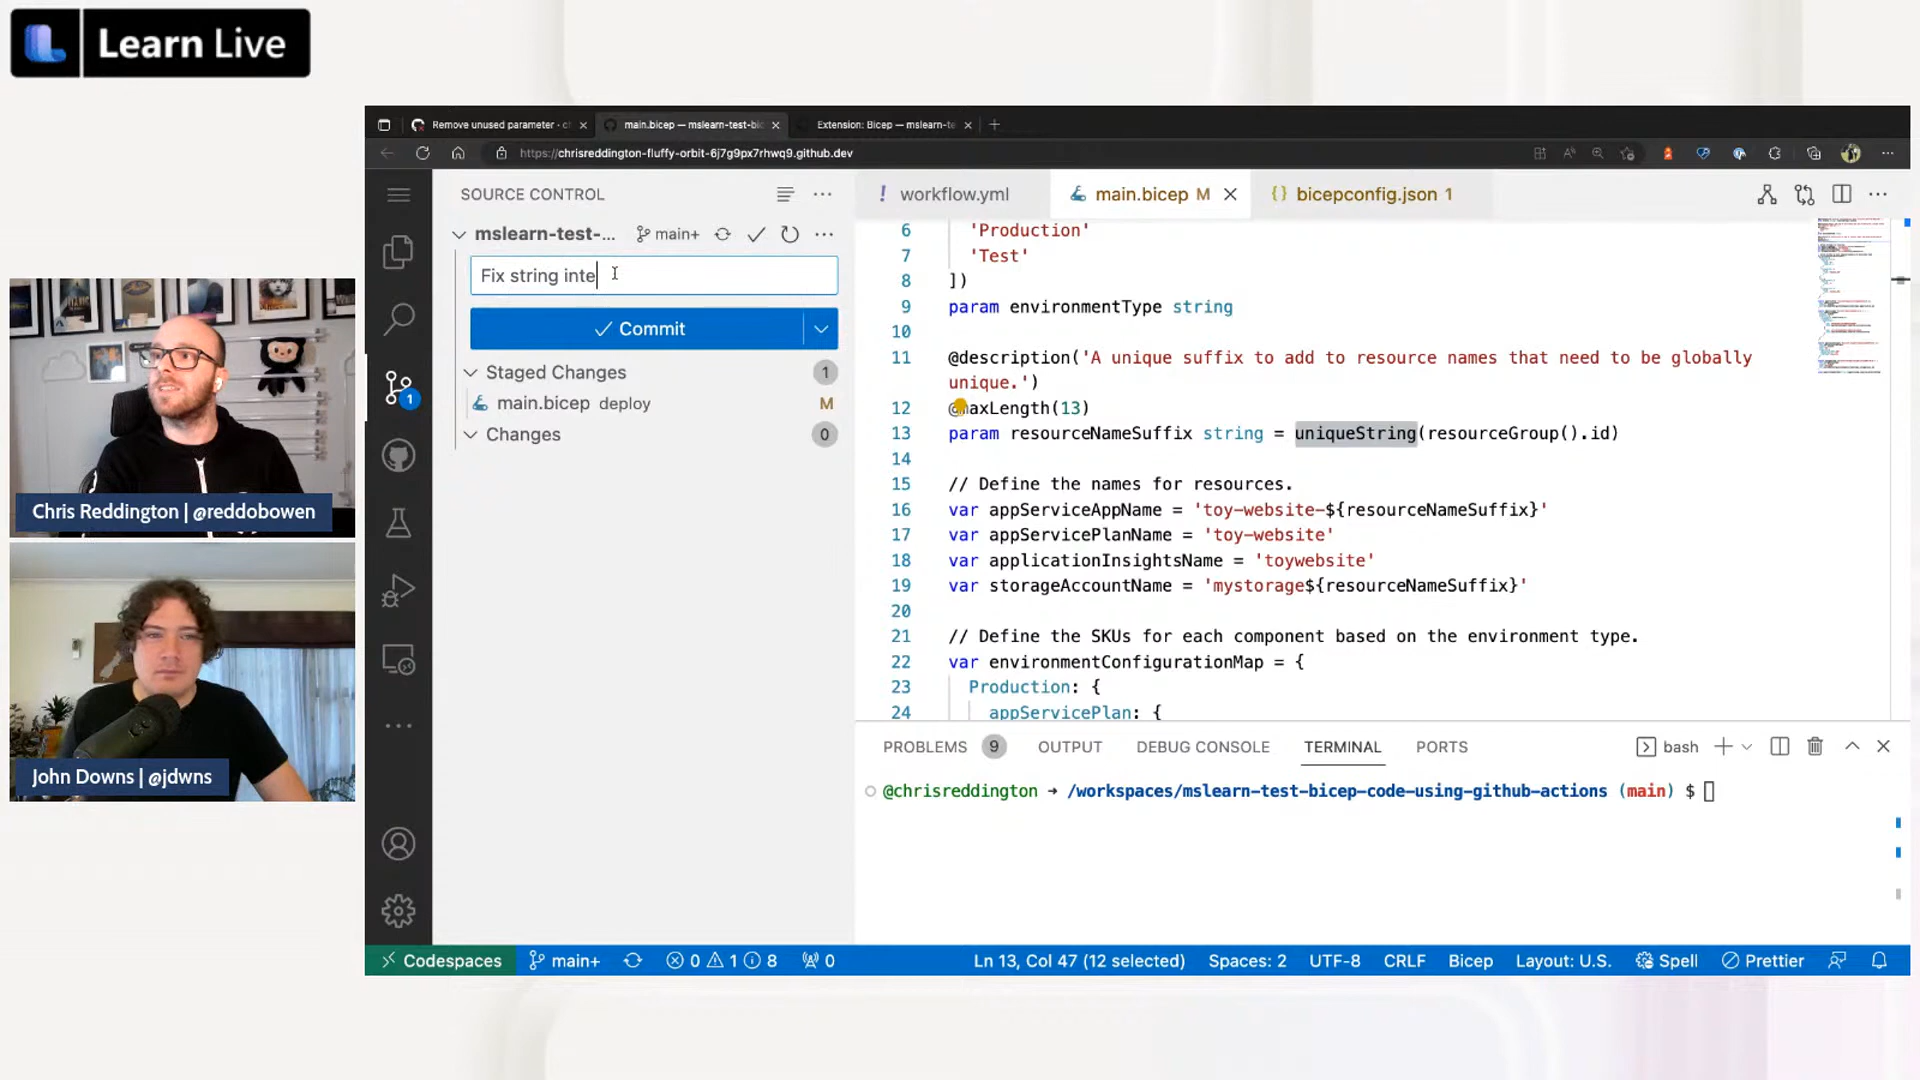 Learn Live
Remove unused parameter · c
main.bicep — mslearn-test-bi
Extension: Bicep — mslearn-te
https://chrisreddington-fluffy-orbit-6j7g9px7rhwq9.github.dev
SOURCE CONTROL
mslearn-test-... main+
Fix string inte
Commit
Staged Changes 1
main.bicep deploy M
Changes 0
1
workflow.yml
main.bicep M
bicepconfig.json 1
6 'Production'
7 'Test'
8 ])
9 param environmentType string
10
11 @description('A unique suffix to add to resource names that need to be globally
unique.')
12 @maxLength(13)
13 param resourceNameSuffix string = uniqueString(resourceGroup().id)
14
15 // Define the names for resources.
16 var appServiceAppName = 'toy-website-${resourceNameSuffix}'
17 var appServicePlanName = 'toy-website'
18 var applicationInsightsName = 'toywebsite'
19 var storageAccountName = 'mystorage${resourceNameSuffix}'
20
21 // Define the SKUs for each component based on the environment type.
22 var environmentConfigurationMap = {
23 Production: {
24 appServicePlan: {
PROBLEMS 9 OUTPUT DEBUG CONSOLE TERMINAL PORTS
bash
@chrisreddington → /workspaces/mslearn-test-bicep-code-using-github-actions (main) $
Codespaces main+ 0 1 8 0
Ln 13, Col 47 (12 selected) Spaces: 2 UTF-8 CRLF Bicep Layout: U.S. Spell Prettier
Chris Reddington | @reddobowen
John Downs | @jdwns